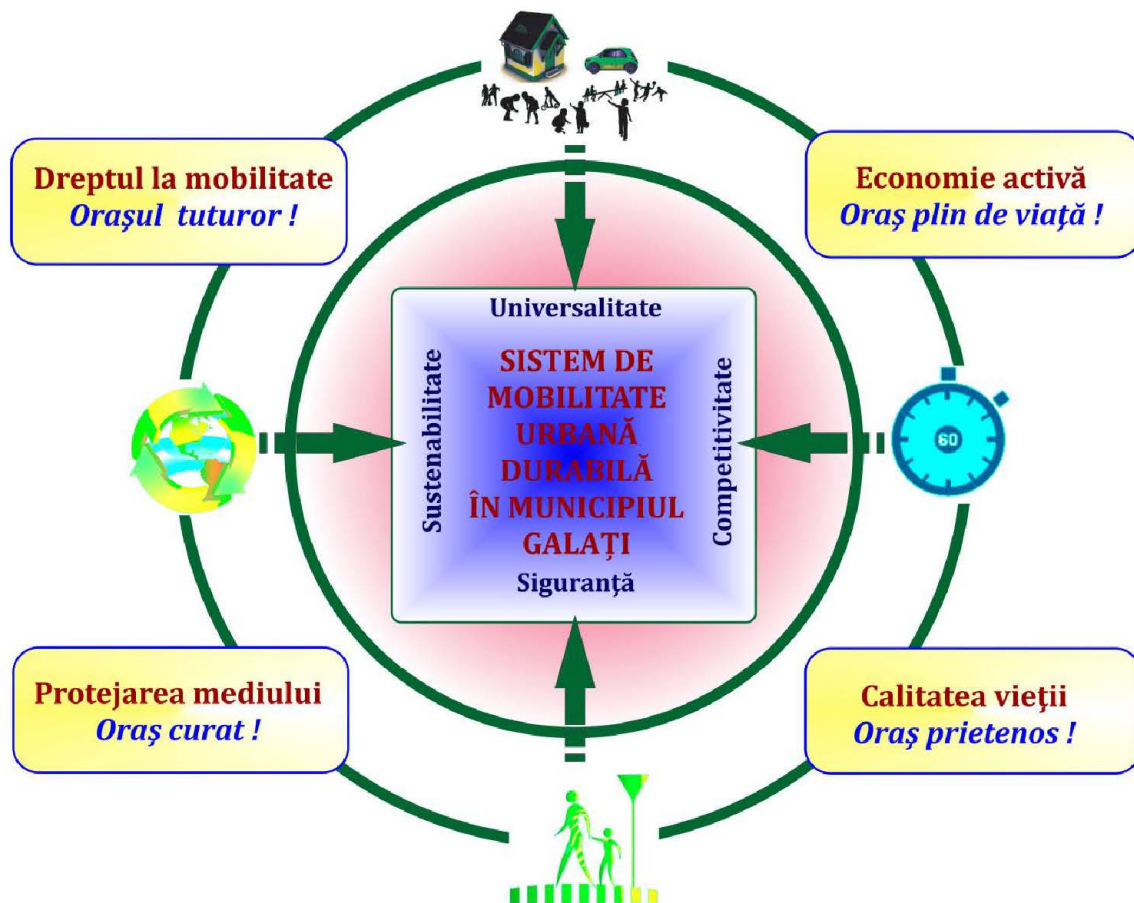 Dreptul la mobilitate
Orașul tuturor !
Economie activă
Oraș plin de viață !
Universalitate
Sustenabilitate
SISTEM DE
MOBILITATE
URBANĂ
DURABILĂ
ÎN MUNICIPIUL
GALAȚI
Competitivitate
Siguranță
60
Protejarea mediului
Oraș curat !
Calitatea vieții
Oraș prietenos !